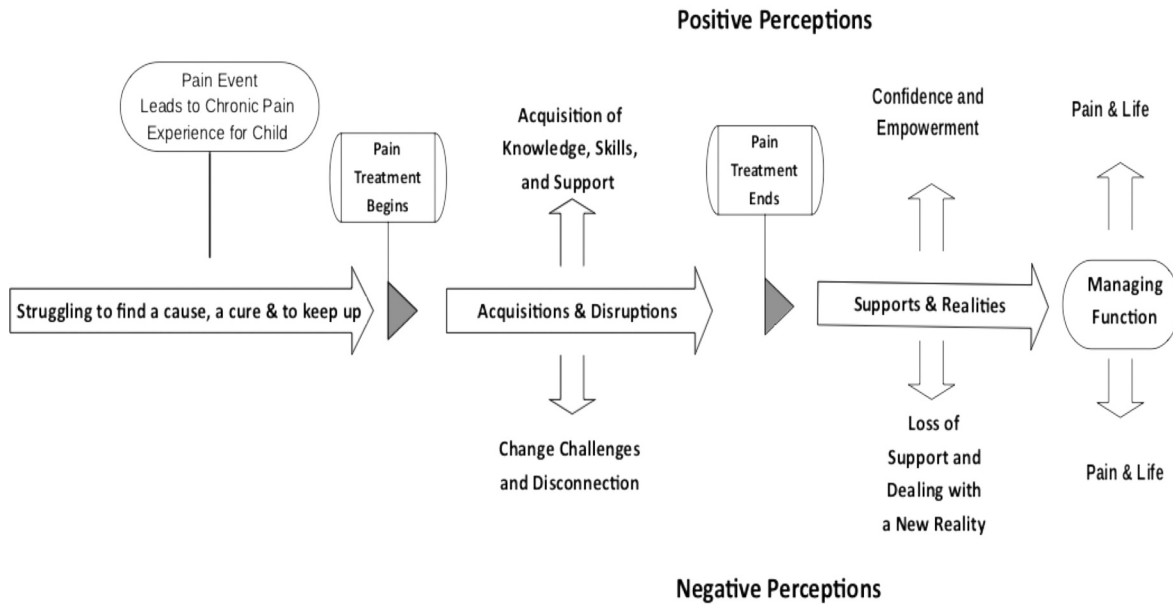 Positive Perceptions
Pain Event
Leads to Chronic Pain
Experience for Child
Pain
Treatment
Begins
Acquisition of
Knowledge, Skills,
and Support
Pain
Treatment
Ends
Confidence and
Empowerment
Pain & Life
Struggling to find a cause, a cure & to keep up
Acquisitions & Disruptions
Supports & Realities
Managing
Function
Change Challenges
and Disconnection
Loss of
Support and
Dealing with
a New Reality
Pain & Life
Negative Perceptions